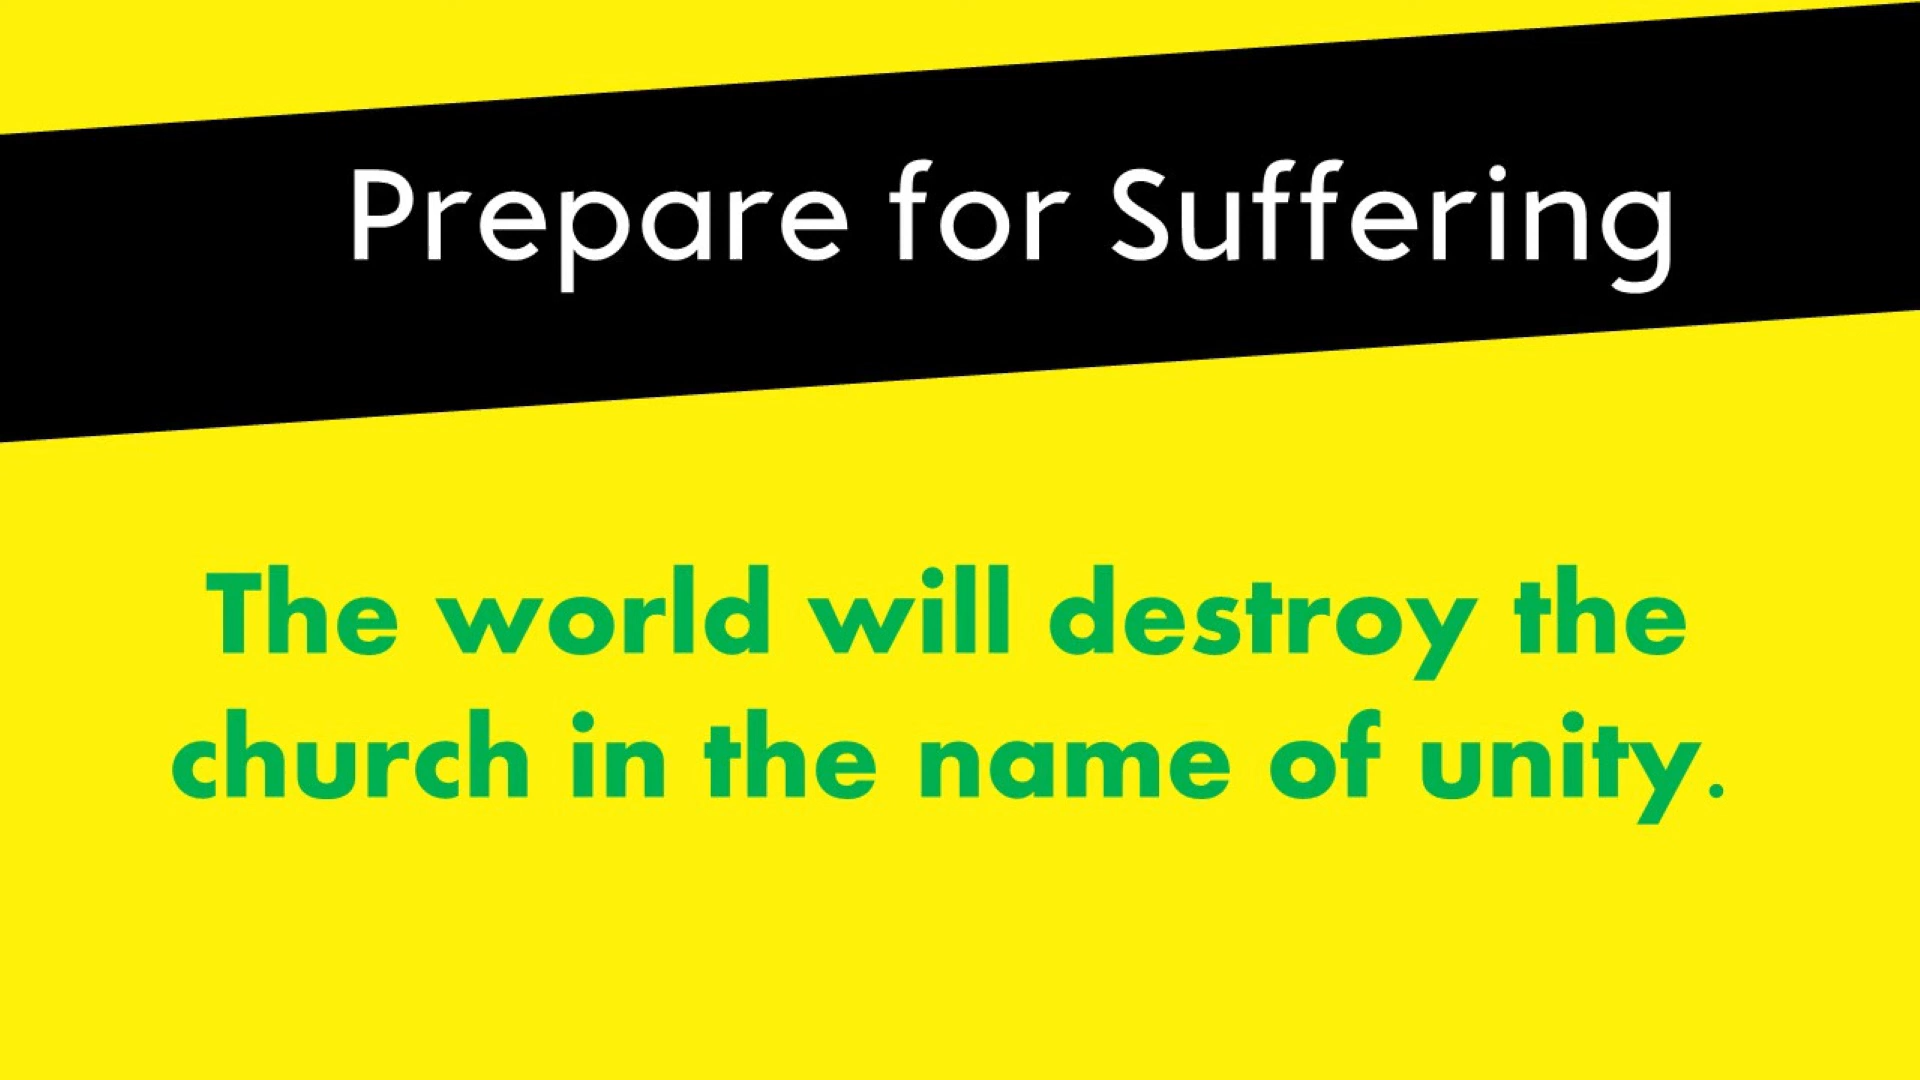 Prepare for Suffering
The world will destroy the
church in the name of unity.